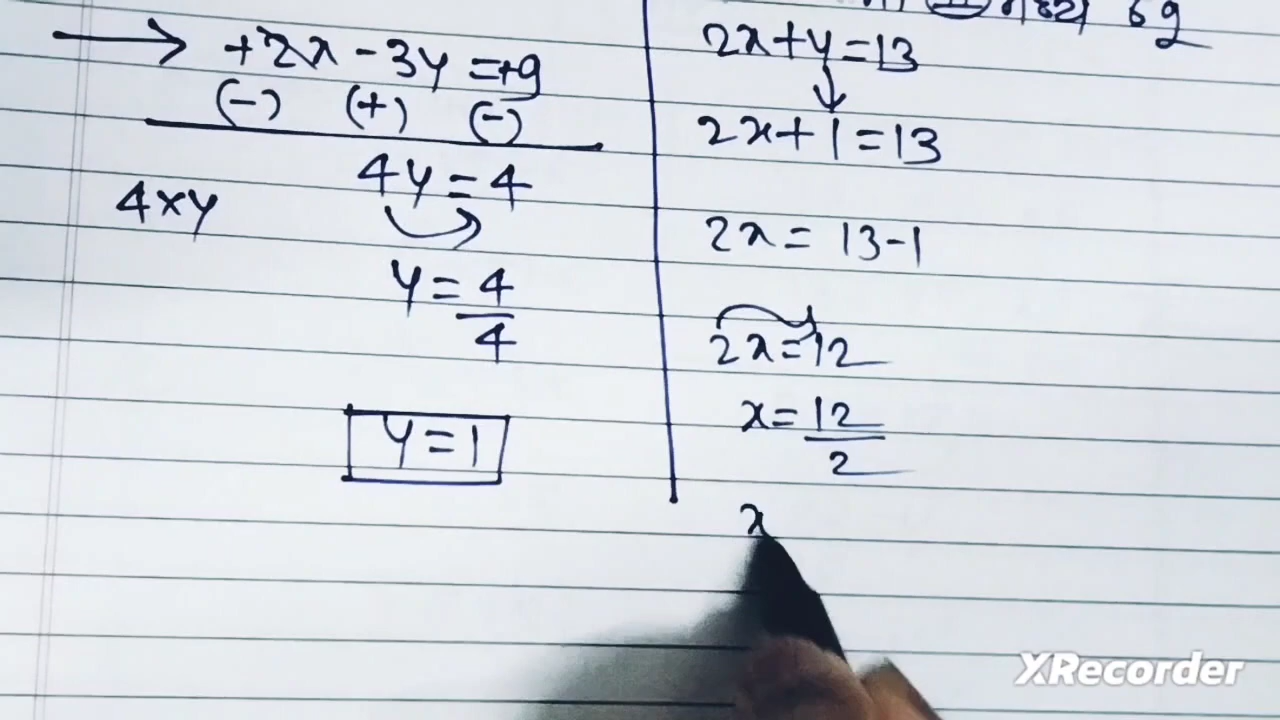 +2x - 3y = +9
(-) (+) (-)
4y = 4
4xy
y = 4
4
y = 1
2x + y = 13
2x + 1 = 13
2x = 13 - 1
2x = 12
x = 12
2
x
XRecorder